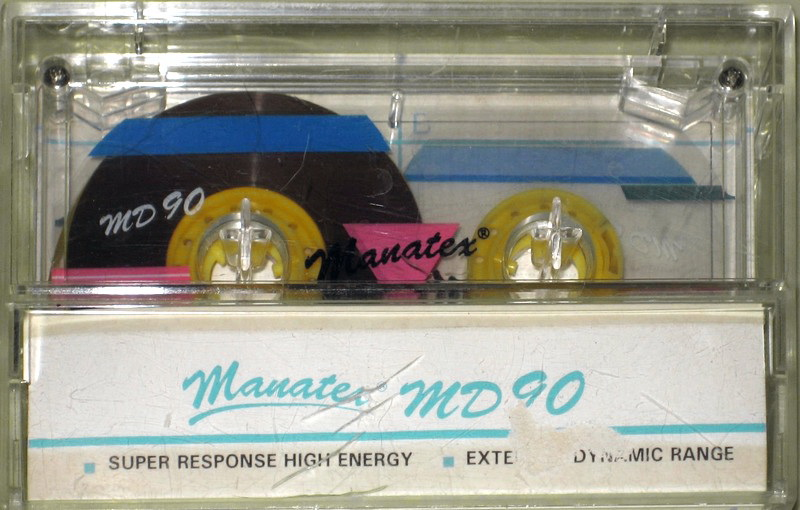 B
MD 90
Manatex®
Manatex® MD 90
SUPER RESPONSE HIGH ENERGY EXTE DYNAMIC RANGE